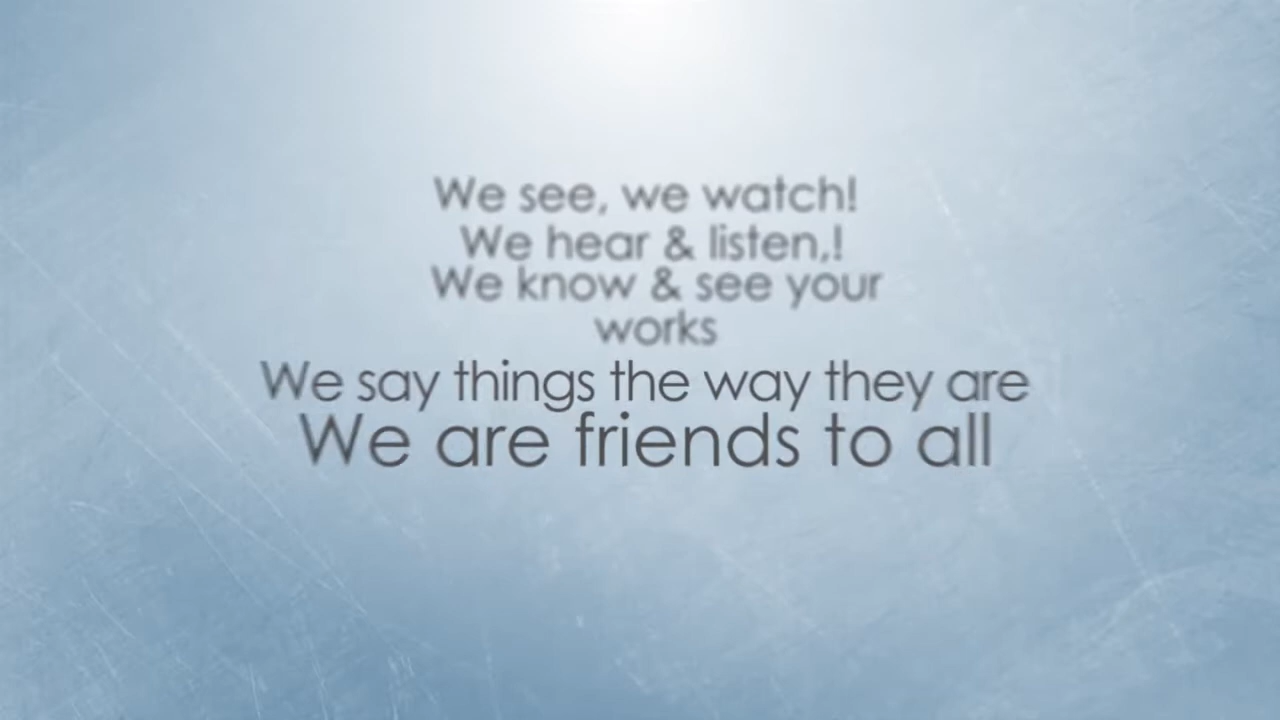 We see, we watch!
We hear & listen,!
We know & see your
works
We say things the way they are
We are friends to all